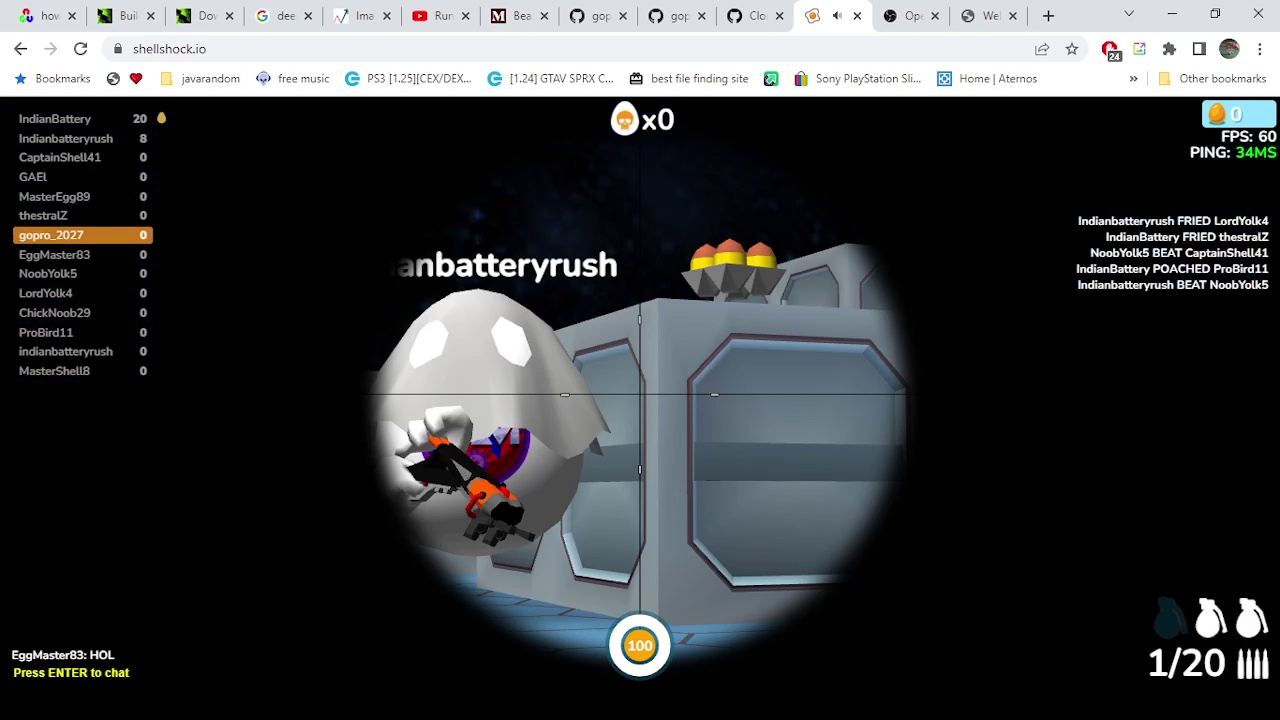 how
Buil
Dow
dee
Ima
Run
Bea
gop
gop
Clo
Ope
Wel
shellshock.io
24
Bookmarks
javarandom
free music
PS3 [1.25][CEX/DEX...
[1.24] GTAV SPRX C...
best file finding site
Sony PlayStation Sli...
Home | Aternos
»
Other bookmarks
IndianBattery 20
Indianbatteryrush 8
CaptainShell41 0
GAEl 0
MasterEgg89 0
thestralZ 0
gopro_2027 0
EggMaster83 0
NoobYolk5 0
LordYolk4 0
ChickNoob29 0
ProBird11 0
indianbatteryrush 0
MasterShell8 0
x0
0
FPS: 60
PING: 34MS
Indianbatteryrush FRIED LordYolk4
IndianBattery FRIED thestralZ
NoobYolk5 BEAT CaptainShell41
IndianBattery POACHED ProBird11
Indianbatteryrush BEAT NoobYolk5
anbatteryrush
100
EggMaster83: HOL
Press ENTER to chat
1/20